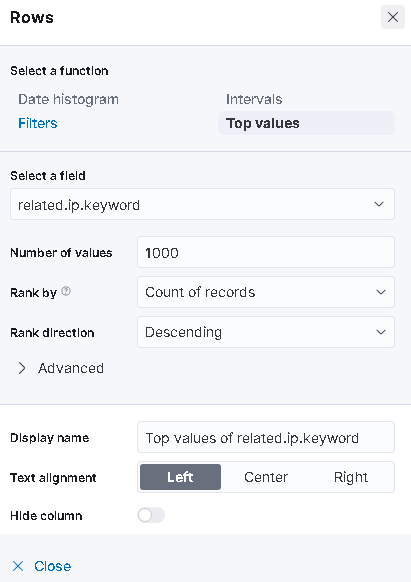 Rows
Select a function
Date histogram
Intervals
Filters
Top values
Select a field
related.ip.keyword
Number of values
1000
Rank by
Count of records
Rank direction
Descending
Advanced
Display name
Top values of related.ip.keyword
Text alignment
Left
Center
Right
Hide column
Close